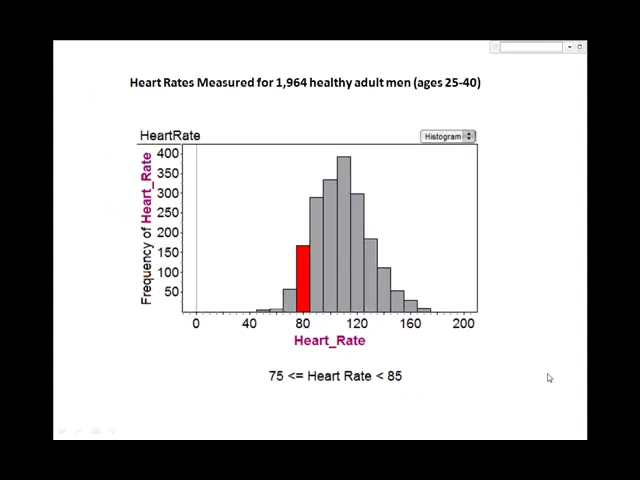 Heart Rates Measured for 1,964 healthy adult men (ages 25-40)
HeartRate
Histogram
Frequency of Heart_Rate
400
350
300
250
200
150
100
50
0 40 80 120 160 200
Heart_Rate
75 <= Heart Rate < 85